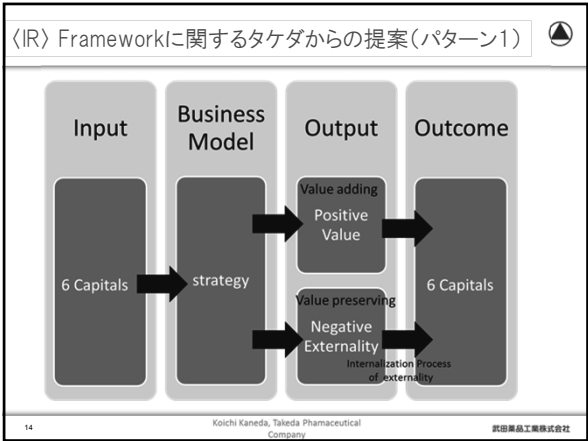 〈IR〉 Frameworkに関するタケダからの提案（パターン1）
Input
Business
Model
Output
Outcome
6 Capitals
strategy
Value adding
Positive
Value
Value preserving
Negative
Externality
6 Capitals
Internalization Process
of externality
14
Koichi Kaneda, Takeda Phamaceutical
Company
武田薬品工業株式会社